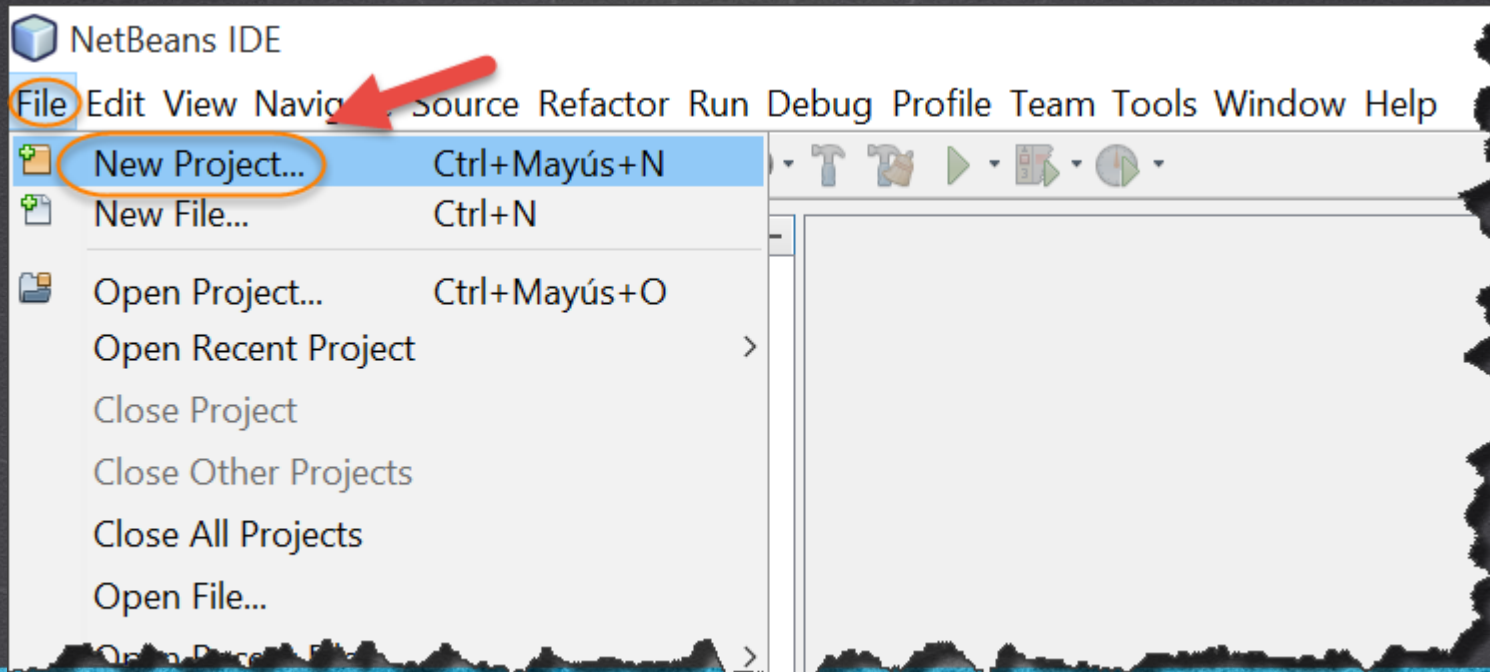 NetBeans IDE
File Edit View Source Refactor Run Debug Profile Team Tools Window Help
New Project... Ctrl+Mayús+N
New File... Ctrl+N
Open Project... Ctrl+Mayús+O
Open Recent Project
Close Project
Close Other Projects
Close All Projects
Open File...